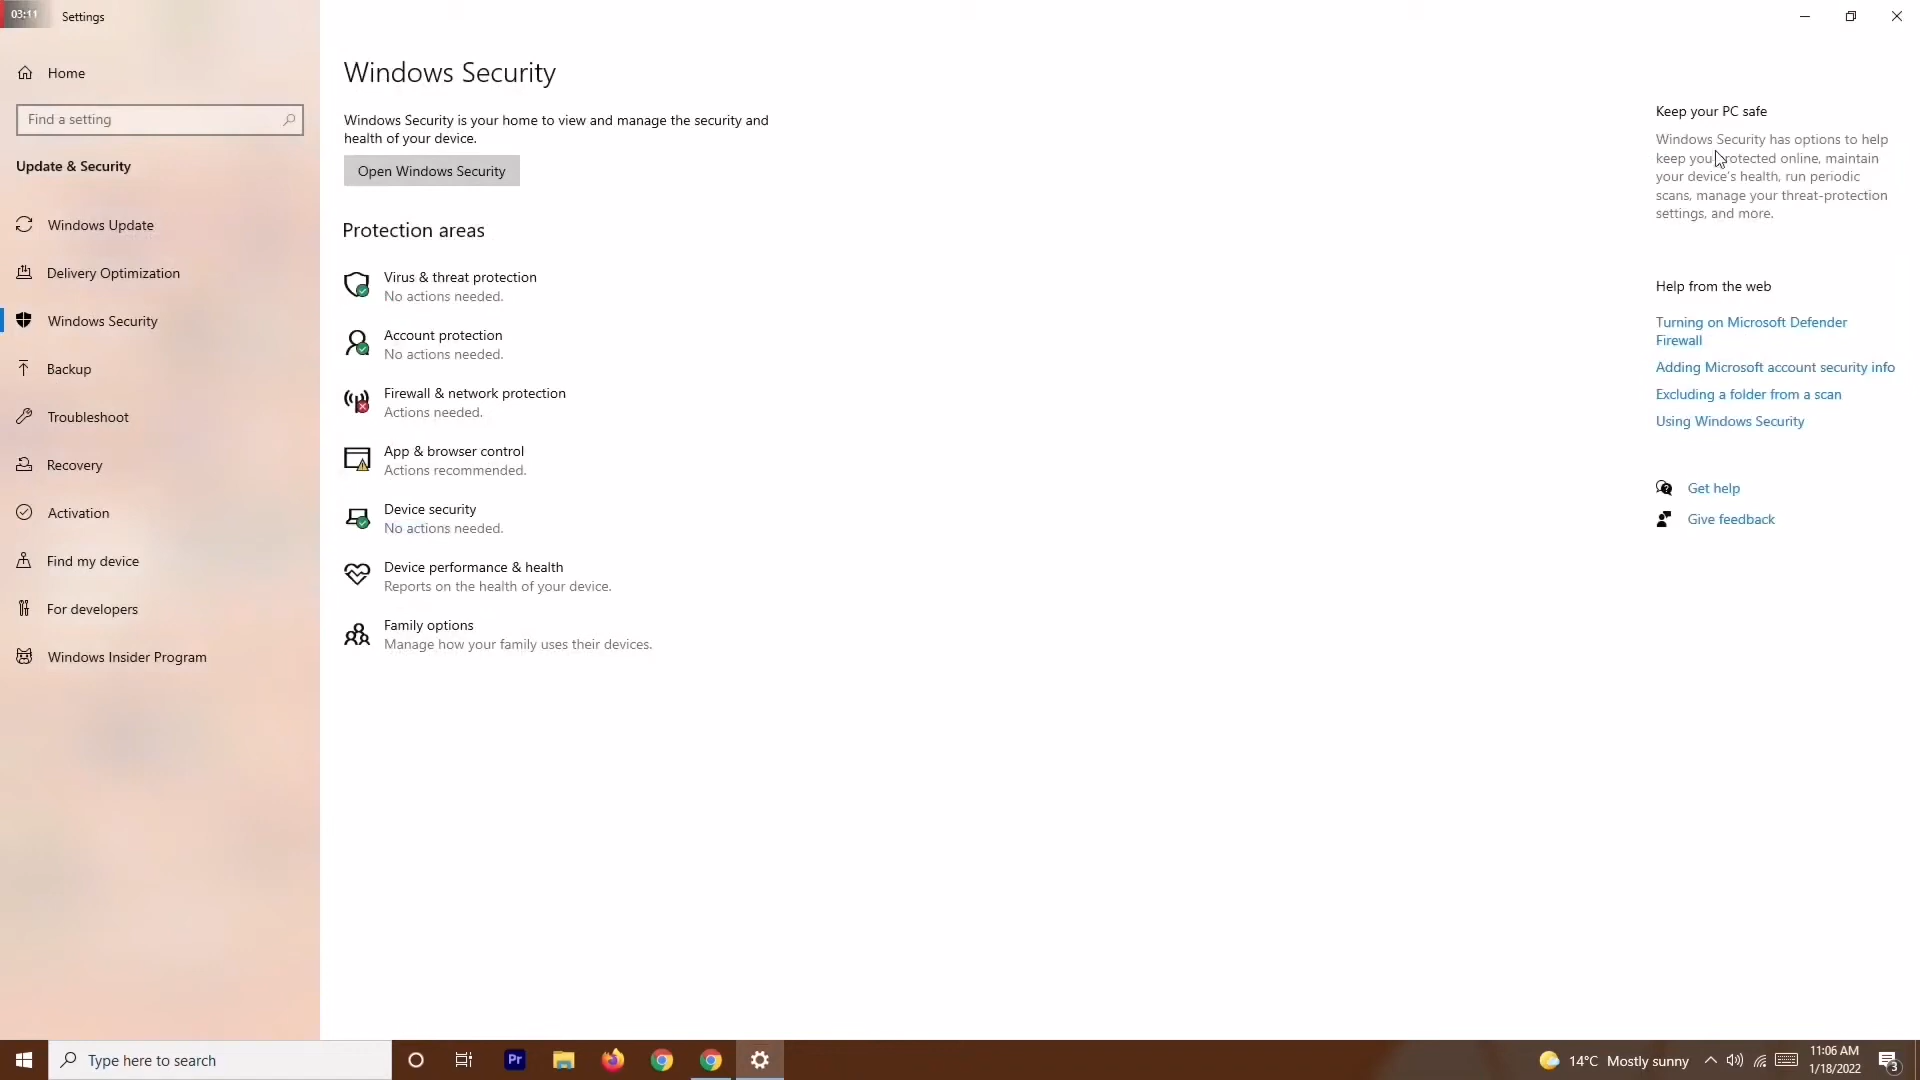 03:11
Settings
Home
Find a setting
Update & Security
Windows Update
Delivery Optimization
Windows Security
Backup
Troubleshoot
Recovery
Activation
Find my device
For developers
Windows Insider Program
Windows Security
Windows Security is your home to view and manage the security and
health of your device.
Open Windows Security
Protection areas
Virus & threat protection
No actions needed.
Account protection
No actions needed.
Firewall & network protection
Actions needed.
App & browser control
Actions recommended.
Device security
No actions needed.
Device performance & health
Reports on the health of your device.
Family options
Manage how your family uses their devices.
Keep your PC safe
Windows Security has options to help
keep you protected online, maintain
your device's health, run periodic
scans, manage your threat-protection
settings, and more.
Help from the web
Turning on Microsoft Defender
Firewall
Adding Microsoft account security info
Excluding a folder from a scan
Using Windows Security
Get help
Give feedback
Type here to search
Pr
14°C Mostly sunny
11:06 AM
1/18/2022
3